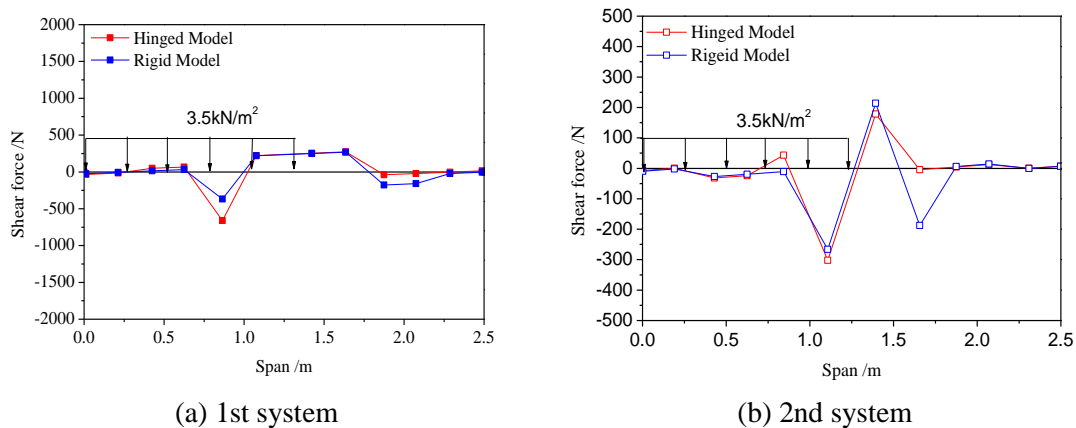 2000
1500
1000
500
0
-500
-1000
-1500
-2000
Shear force /N
Hinged Model
Rigid Model
3.5kN/m²
0.0 0.5 1.0 1.5 2.0 2.5
Span /m
(a) 1st system
500
400
300
200
100
0
-100
-200
-300
-400
-500
Shear force /N
Hinged Model
Rigeid Model
3.5kN/m²
0.0 0.5 1.0 1.5 2.0 2.5
Span /m
(b) 2nd system